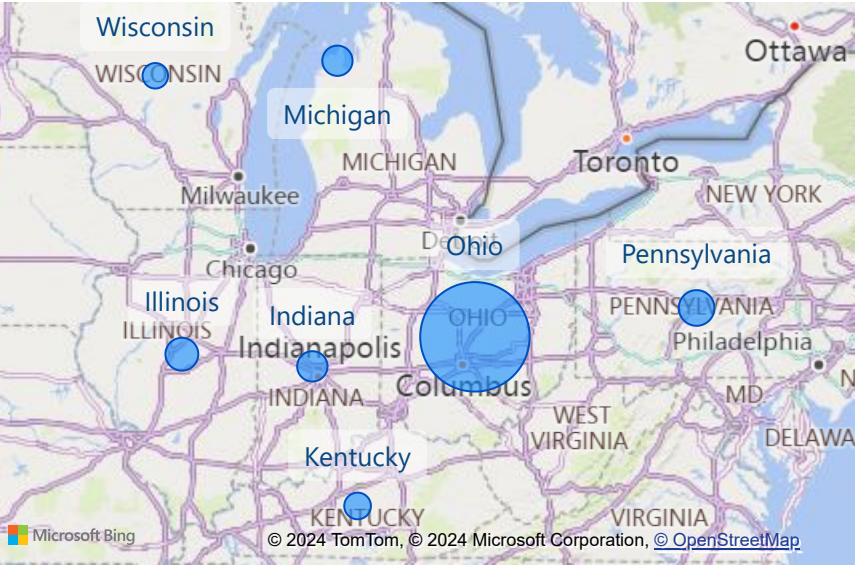 Wisconsin
WISCONSIN
Ottawa
Michigan
MICHIGAN
Toronto
Milwaukee
NEW YORK
Detroit
Ohio
Pennsylvania
Chicago
Illinois
ILLINOIS
Indiana
OHIO
PENNSYLVANIA
Indianapolis
Philadelphia
INDIANA
Columbus
MD
N
WEST
VIRGINIA
DELAWA
Kentucky
KENTUCKY
VIRGINIA
Microsoft Bing
© 2024 TomTom, © 2024 Microsoft Corporation, © OpenStreetMap